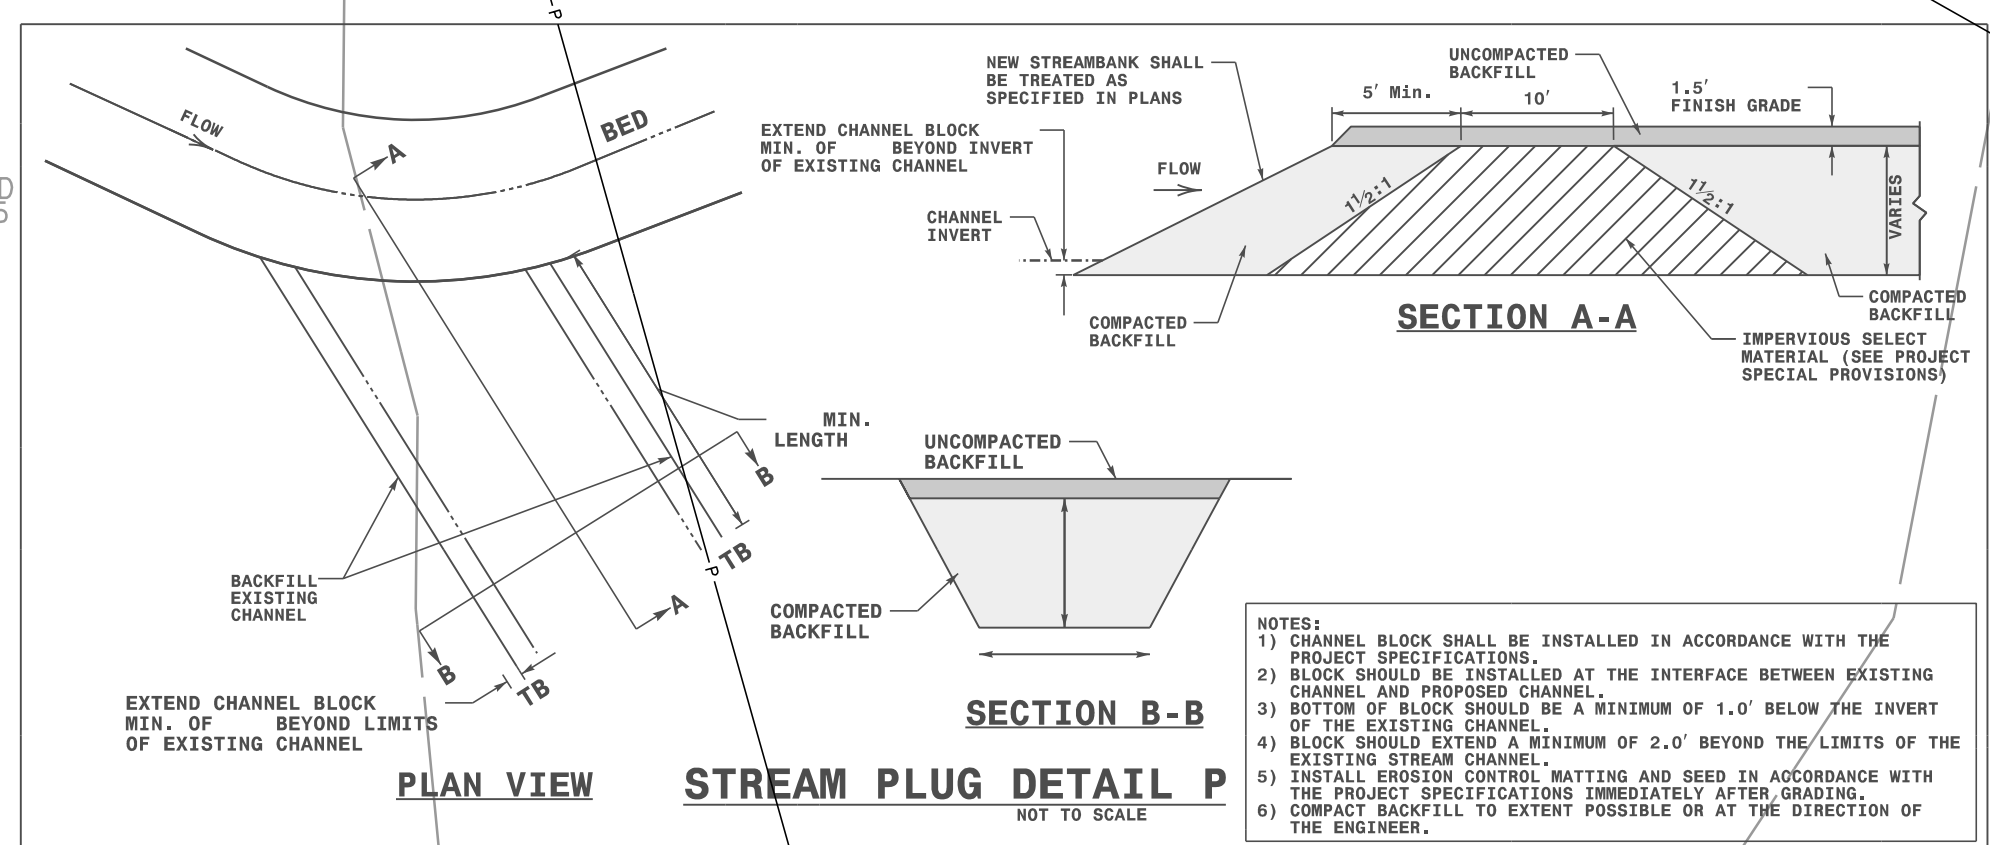 P
D
5
FLOW
BED
A
BACKFILL
EXISTING
CHANNEL
MIN.
LENGTH
B
TB
P
A
B
TB
EXTEND CHANNEL BLOCK
MIN. OF BEYOND LIMITS
OF EXISTING CHANNEL
PLAN VIEW
NEW STREAMBANK SHALL
BE TREATED AS
SPECIFIED IN PLANS
EXTEND CHANNEL BLOCK
MIN. OF BEYOND INVERT
OF EXISTING CHANNEL
FLOW
CHANNEL
INVERT
5' Min.
10'
UNCOMPACTED
BACKFILL
1.5'
FINISH GRADE
1 1/2:1
1 1/2:1
VARIES
COMPACTED
BACKFILL
COMPACTED
BACKFILL
IMPERVIOUS SELECT
MATERIAL (SEE PROJECT
SPECIAL PROVISIONS)
SECTION A-A
UNCOMPACTED
BACKFILL
COMPACTED
BACKFILL
SECTION B-B
STREAM PLUG DETAIL P
NOT TO SCALE
NOTES:
1) CHANNEL BLOCK SHALL BE INSTALLED IN ACCORDANCE WITH THE
PROJECT SPECIFICATIONS.
2) BLOCK SHOULD BE INSTALLED AT THE INTERFACE BETWEEN EXISTING
CHANNEL AND PROPOSED CHANNEL.
3) BOTTOM OF BLOCK SHOULD BE A MINIMUM OF 1.0' BELOW THE INVERT
OF THE EXISTING CHANNEL.
4) BLOCK SHOULD EXTEND A MINIMUM OF 2.0' BEYOND THE LIMITS OF THE
EXISTING STREAM CHANNEL.
5) INSTALL EROSION CONTROL MATTING AND SEED IN ACCORDANCE WITH
THE PROJECT SPECIFICATIONS IMMEDIATELY AFTER GRADING.
6) COMPACT BACKFILL TO EXTENT POSSIBLE OR AT THE DIRECTION OF
THE ENGINEER.